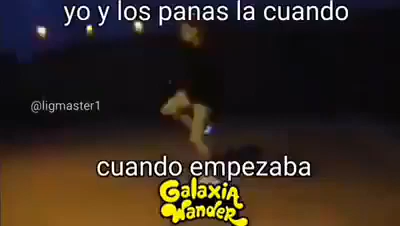 yo y los panas la cuando
@ligmaster1
cuando empezaba
Galaxia
Wander